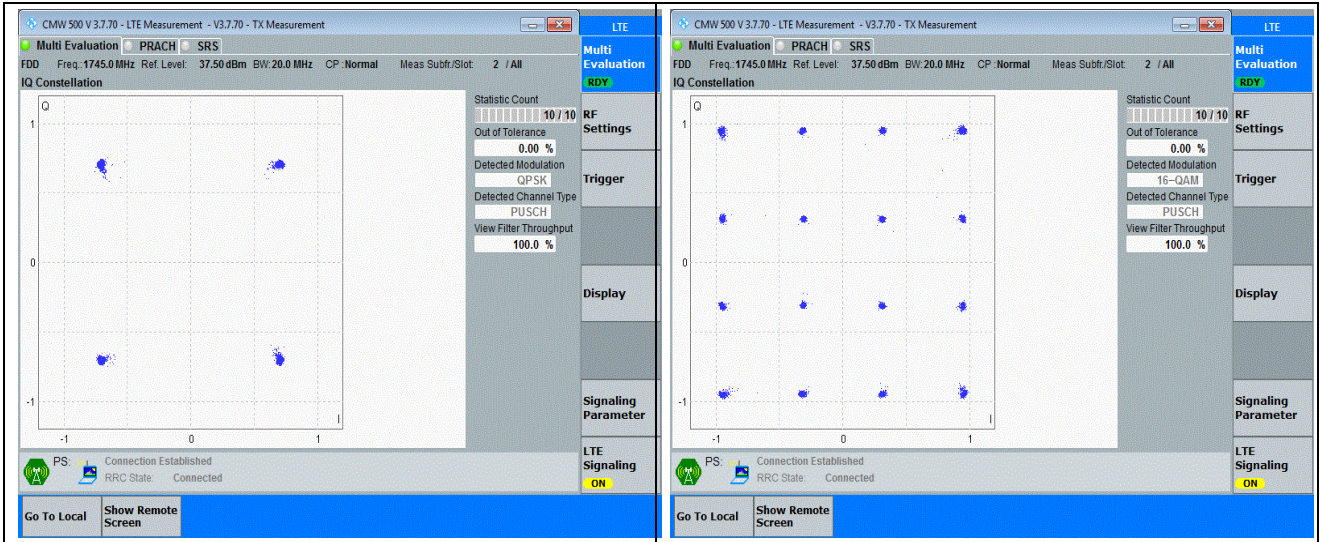 CMW 500 V 3.7.70 - LTE Measurement - V3.7.70 - TX Measurement
LTE
Multi Evaluation PRACH SRS
Multi
Evaluation
RDY
FDD Freq.:1745.0 MHz Ref. Level: 37.50 dBm BW:20.0 MHz CP :Normal Meas Subfr./Slot: 2 / All
IQ Constellation
Q
1
0
-1
-1
0
1
I
Statistic Count
10 / 10
Out of Tolerance
0.00 %
Detected Modulation
QPSK
Detected Channel Type
PUSCH
View Filter Throughput
100.0 %
RF
Settings
Trigger
Display
Signaling
Parameter
LTE
Signaling
ON
PS: Connection Established
RRC State: Connected
Go To Local
Show Remote
Screen
CMW 500 V 3.7.70 - LTE Measurement - V3.7.70 - TX Measurement
LTE
Multi Evaluation PRACH SRS
Multi
Evaluation
RDY
FDD Freq.:1745.0 MHz Ref. Level: 37.50 dBm BW:20.0 MHz CP :Normal Meas Subfr./Slot: 2 / All
IQ Constellation
Q
1
0
-1
-1
0
1
I
Statistic Count
10 / 10
Out of Tolerance
0.00 %
Detected Modulation
16-QAM
Detected Channel Type
PUSCH
View Filter Throughput
100.0 %
RF
Settings
Trigger
Display
Signaling
Parameter
LTE
Signaling
ON
PS: Connection Established
RRC State: Connected
Go To Local
Show Remote
Screen